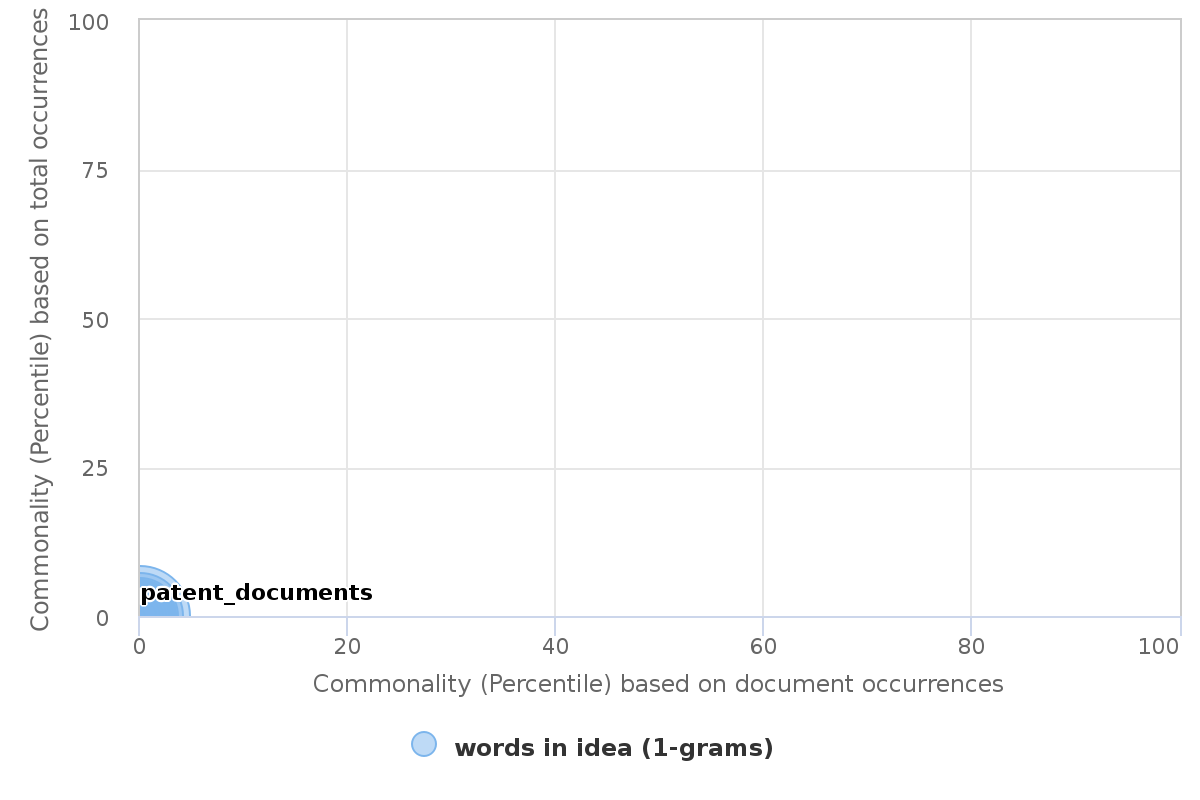 Commonality (Percentile) based on total occurrences
100
75
50
25
0
patent_documents
0 20 40 60 80 100
Commonality (Percentile) based on document occurrences
words in idea (1-grams)